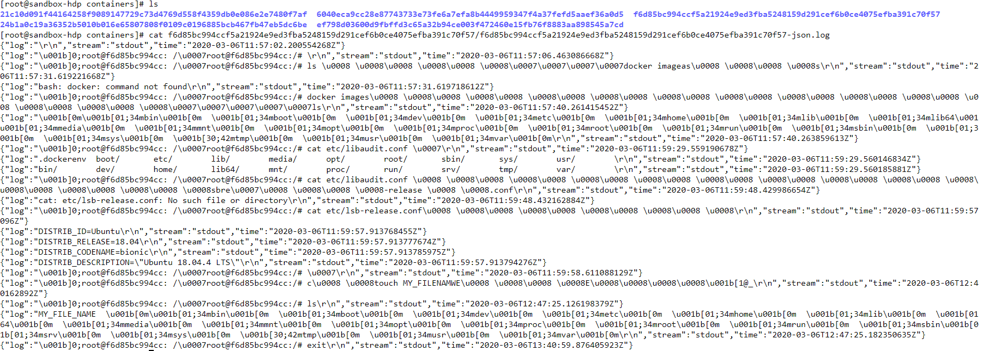 [root@sandbox-hdp containers]# ls
21c10d091f44164258f9089147729c73d4769d558f4359db0e086e2e7480f7af  6040eca9cc28e87743733e73fe6a7efa8b4449959347f4a37fefd5aaef36a0d5  f6d85bc994ccf5a21924e9ed3fba5248159d291cef6b0ce4075efba391c70f57
24b1a0c19a36352b5010b016e65807808f0109c0196885bcb467fb47eb5dc6be  ef798d03600d9fbffd3c65a32b94ce003f472460e15fb76f8883aa898545a7cd
[root@sandbox-hdp containers]# cat f6d85bc994ccf5a21924e9ed3fba5248159d291cef6b0ce4075efba391c70f57/f6d85bc994ccf5a21924e9ed3fba5248159d291cef6b0ce4075efba391c70f57-json.log
{"log":"\r\n","stream":"stdout","time":"2020-03-06T11:57:02.200554268Z"}
{"log":"\u001b]0;root@f6d85bc994cc: /\u0007root@f6d85bc994cc:/# \r\n","stream":"stdout","time":"2020-03-06T11:57:06.463086668Z"}
{"log":"\u001b]0;root@f6d85bc994cc: /\u0007root@f6d85bc994cc:/# ls \u0008 \u0008\u0008 \u0008\u0008 \u0008\u0007\u0007\u0007\u0007docker imageas\u0008 \u0008\u0008 \u0008s\r\n","stream":"stdout","time":"2
06T11:57:31.619221668Z"}
{"log":"bash: docker: command not found\r\n","stream":"stdout","time":"2020-03-06T11:57:31.619718612Z"}
{"log":"\u001b]0;root@f6d85bc994cc: /\u0007root@f6d85bc994cc:/# docker images\u0008 \u0008\u0008 \u0008\u0008 \u0008\u0008 \u0008\u0008 \u0008\u0008 \u0008\u0008 \u0008\u0008 \u0008\u0008 \u0008\u0008 \u0008\u0008 \u0
08 \u0008\u0008 \u0008\u0008 \u0008\u0007\u0007\u0007\u0007\u0007ls\r\n","stream":"stdout","time":"2020-03-06T11:57:40.261415452Z"}
{"log":"\u001b[0m\u001b[01;34mbin\u001b[0m  \u001b[01;34mboot\u001b[0m  \u001b[01;34mdev\u001b[0m  \u001b[01;34metc\u001b[0m  \u001b[01;34mhome\u001b[0m  \u001b[01;34mlib\u001b[0m  \u001b[01;34mlib64\u001
\u001b[01;34mmedia\u001b[0m  \u001b[01;34mmnt\u001b[0m  \u001b[01;34mopt\u001b[0m  \u001b[01;34mproc\u001b[0m  \u001b[01;34mroot\u001b[0m  \u001b[01;34mrun\u001b[0m  \u001b[01;34msbin\u001b[0m  \u001b[01;3
001b[0m  \u001b[01;34msys\u001b[0m  \u001b[30;42mtmp\u001b[0m  \u001b[01;34musr\u001b[0m  \u001b[01;34mvar\u001b[0m\r\n","stream":"stdout","time":"2020-03-06T11:57:40.263859613Z"}
{"log":"\u001b]0;root@f6d85bc994cc: /\u0007root@f6d85bc994cc:/# cat etc/libaudit.conf \u0007\r\n","stream":"stdout","time":"2020-03-06T11:59:29.559190678Z"}
{"log":".dockerenv  boot/       etc/        lib/        media/      opt/        root/       sbin/       sys/        usr/        \r\n","stream":"stdout","time":"2020-03-06T11:59:29.560146834Z"}
{"log":"bin/        dev/        home/       lib64/      mnt/        proc/       run/        srv/        tmp/        var/        \r\n","stream":"stdout","time":"2020-03-06T11:59:29.560185881Z"}
{"log":"\u001b]0;root@f6d85bc994cc: /\u0007root@f6d85bc994cc:/# cat etc/libaudit.conf \u0008 \u0008\u0008 \u0008\u0008 \u0008\u0008 \u0008\u0008 \u0008\u0008 \u0008\u0008 \u0008\u0008 \u0008\u0008 \u0008\u0008 \u0008\
\u0008\u0008 \u0008\u0008 \u0008\u0008 \u0008sbre\u0007\u0008 \u0008\u0008 \u0008-release \u0008 \u0008.conf\r\n","stream":"stdout","time":"2020-03-06T11:59:48.429986654Z"}
{"log":"cat: etc/lsb-release.conf: No such file or directory\r\n","stream":"stdout","time":"2020-03-06T11:59:48.432162884Z"}
{"log":"\u001b]0;root@f6d85bc994cc: /\u0007root@f6d85bc994cc:/# cat etc/lsb-release.conf\u0008 \u0008\u0008 \u0008\u0008 \u0008\u0008 \u0008\u0008 \u0008\r\n","stream":"stdout","time":"2020-03-06T11:59:57
096Z"}
{"log":"DISTRIB_ID=Ubuntu\r\n","stream":"stdout","time":"2020-03-06T11:59:57.913768455Z"}
{"log":"DISTRIB_RELEASE=18.04\r\n","stream":"stdout","time":"2020-03-06T11:59:57.913777674Z"}
{"log":"DISTRIB_CODENAME=bionic\r\n","stream":"stdout","time":"2020-03-06T11:59:57.913785975Z"}
{"log":"DISTRIB_DESCRIPTION=\"Ubuntu 18.04.4 LTS\"\r\n","stream":"stdout","time":"2020-03-06T11:59:57.913794276Z"}
{"log":"\u001b]0;root@f6d85bc994cc: /\u0007root@f6d85bc994cc:/# \u0007\r\n","stream":"stdout","time":"2020-03-06T11:59:58.611088129Z"}
{"log":"\u001b]0;root@f6d85bc994cc: /\u0007root@f6d85bc994cc:/# c\u0008 \u0008touch MY_FILENAMWE\u0008 \u0008\u0008 \u0008E\u0008\u0008\u0008\u0008\u001b[1@_\r\n","stream":"stdout","time":"2020-03-06T12:4
40162892Z"}
{"log":"\u001b]0;root@f6d85bc994cc: /\u0007root@f6d85bc994cc:/# ls\r\n","stream":"stdout","time":"2020-03-06T12:47:25.126198379Z"}
{"log":"MY_FILE_NAME  \u001b[0m\u001b[01;34mbin\u001b[0m  \u001b[01;34mboot\u001b[0m  \u001b[01;34mdev\u001b[0m  \u001b[01;34metc\u001b[0m  \u001b[01;34mhome\u001b[0m  \u001b[01;34mlib\u001b[0m  \u001b[01
64\u001b[0m  \u001b[01;34mmedia\u001b[0m  \u001b[01;34mmnt\u001b[0m  \u001b[01;34mopt\u001b[0m  \u001b[01;34mproc\u001b[0m  \u001b[01;34mroot\u001b[0m  \u001b[01;34mrun\u001b[0m  \u001b[01;34msbin\u001b[0
1b[01;34msrv\u001b[0m  \u001b[01;34msys\u001b[0m  \u001b[30;42mtmp\u001b[0m  \u001b[01;34musr\u001b[0m  \u001b[01;34mvar\u001b[0m\r\n","stream":"stdout","time":"2020-03-06T12:47:25.182350635Z"}
{"log":"\u001b]0;root@f6d85bc994cc: /\u0007root@f6d85bc994cc:/# exit\r\n","stream":"stdout","time":"2020-03-06T13:40:59.876405923Z"}